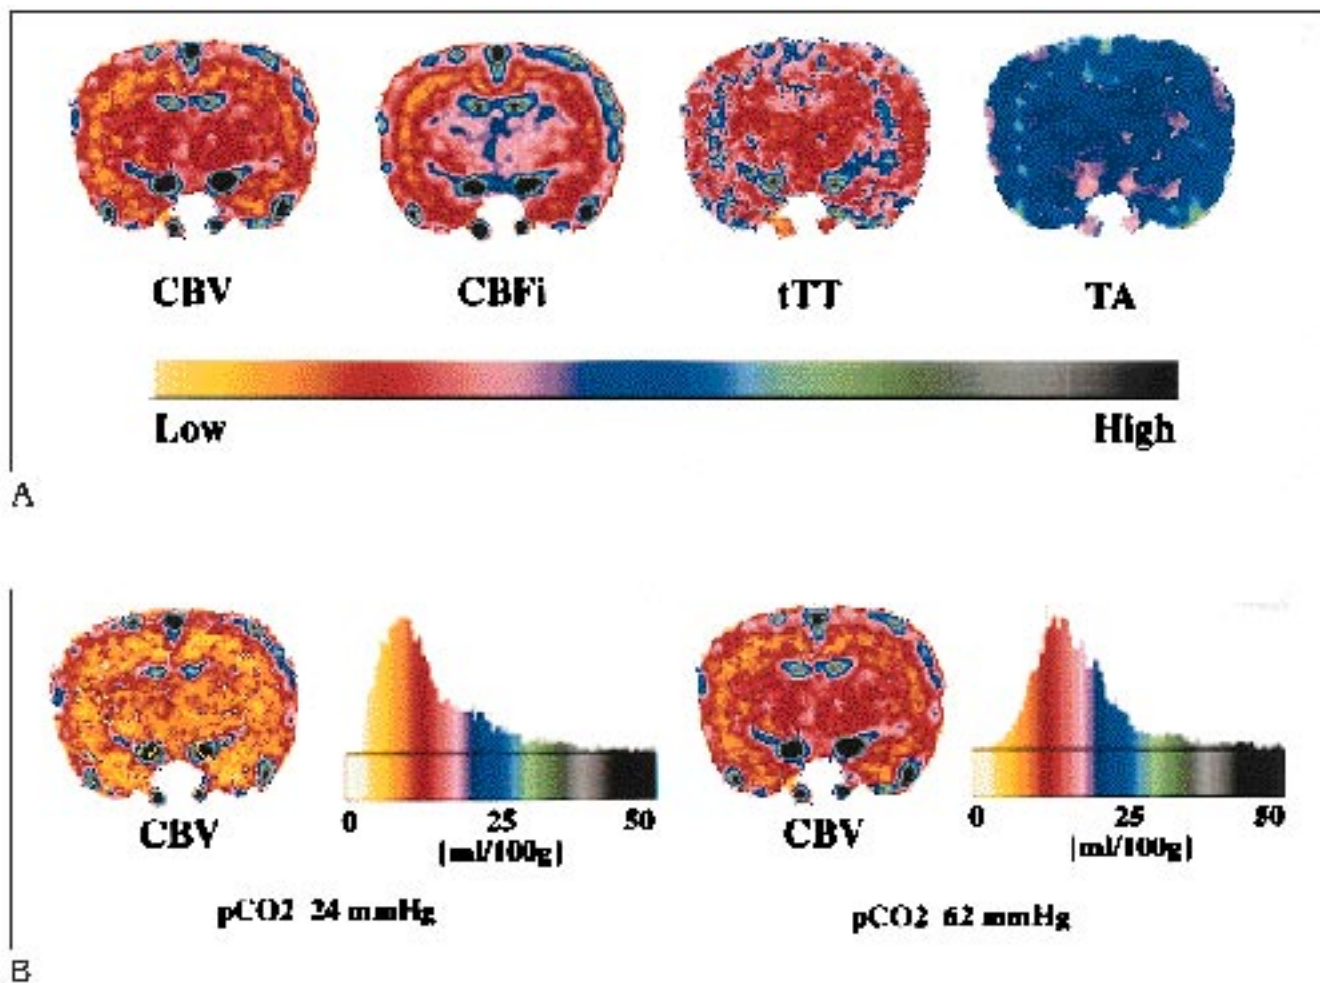 CBV CBFi tTT TA
Low High
A
CBV 0 25 50 CBV 0 25 50
(ml/100g) (ml/100g)
pCO2 24 mmHg pCO2 62 mmHg
B